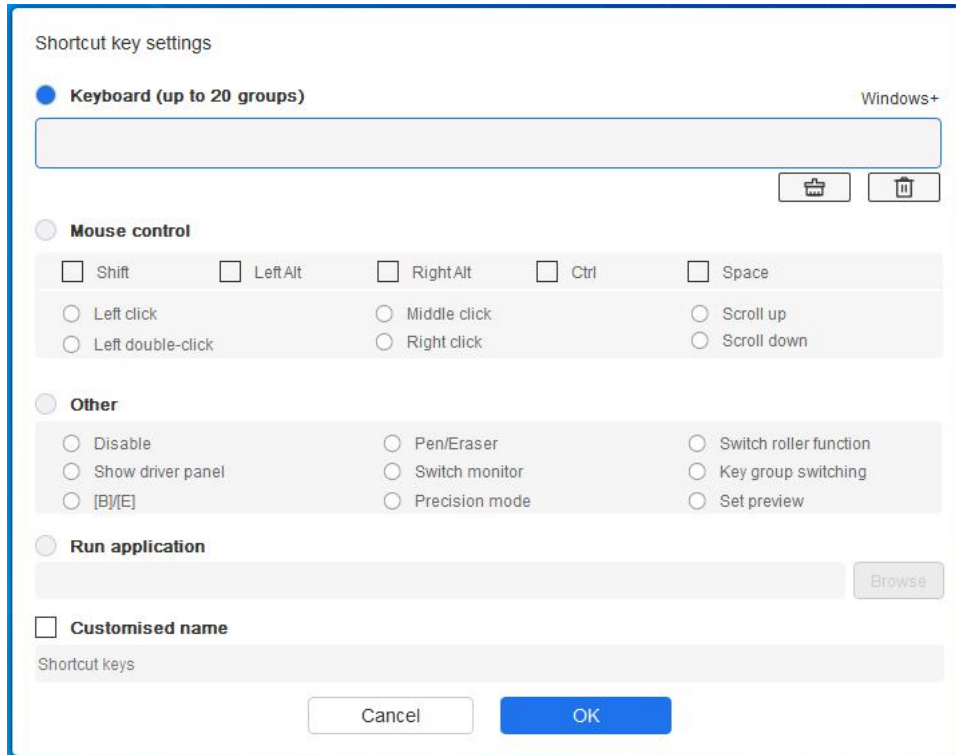 Shortcut key settings
Keyboard (up to 20 groups) Windows+
Mouse control
Shift Left Alt Right Alt Ctrl Space
Left click Middle click Scroll up
Left double-click Right click Scroll down
Other
Disable Pen/Eraser Switch roller function
Show driver panel Switch monitor Key group switching
[B]/[E] Precision mode Set preview
Run application
Browse
Customised name
Shortcut keys
Cancel OK